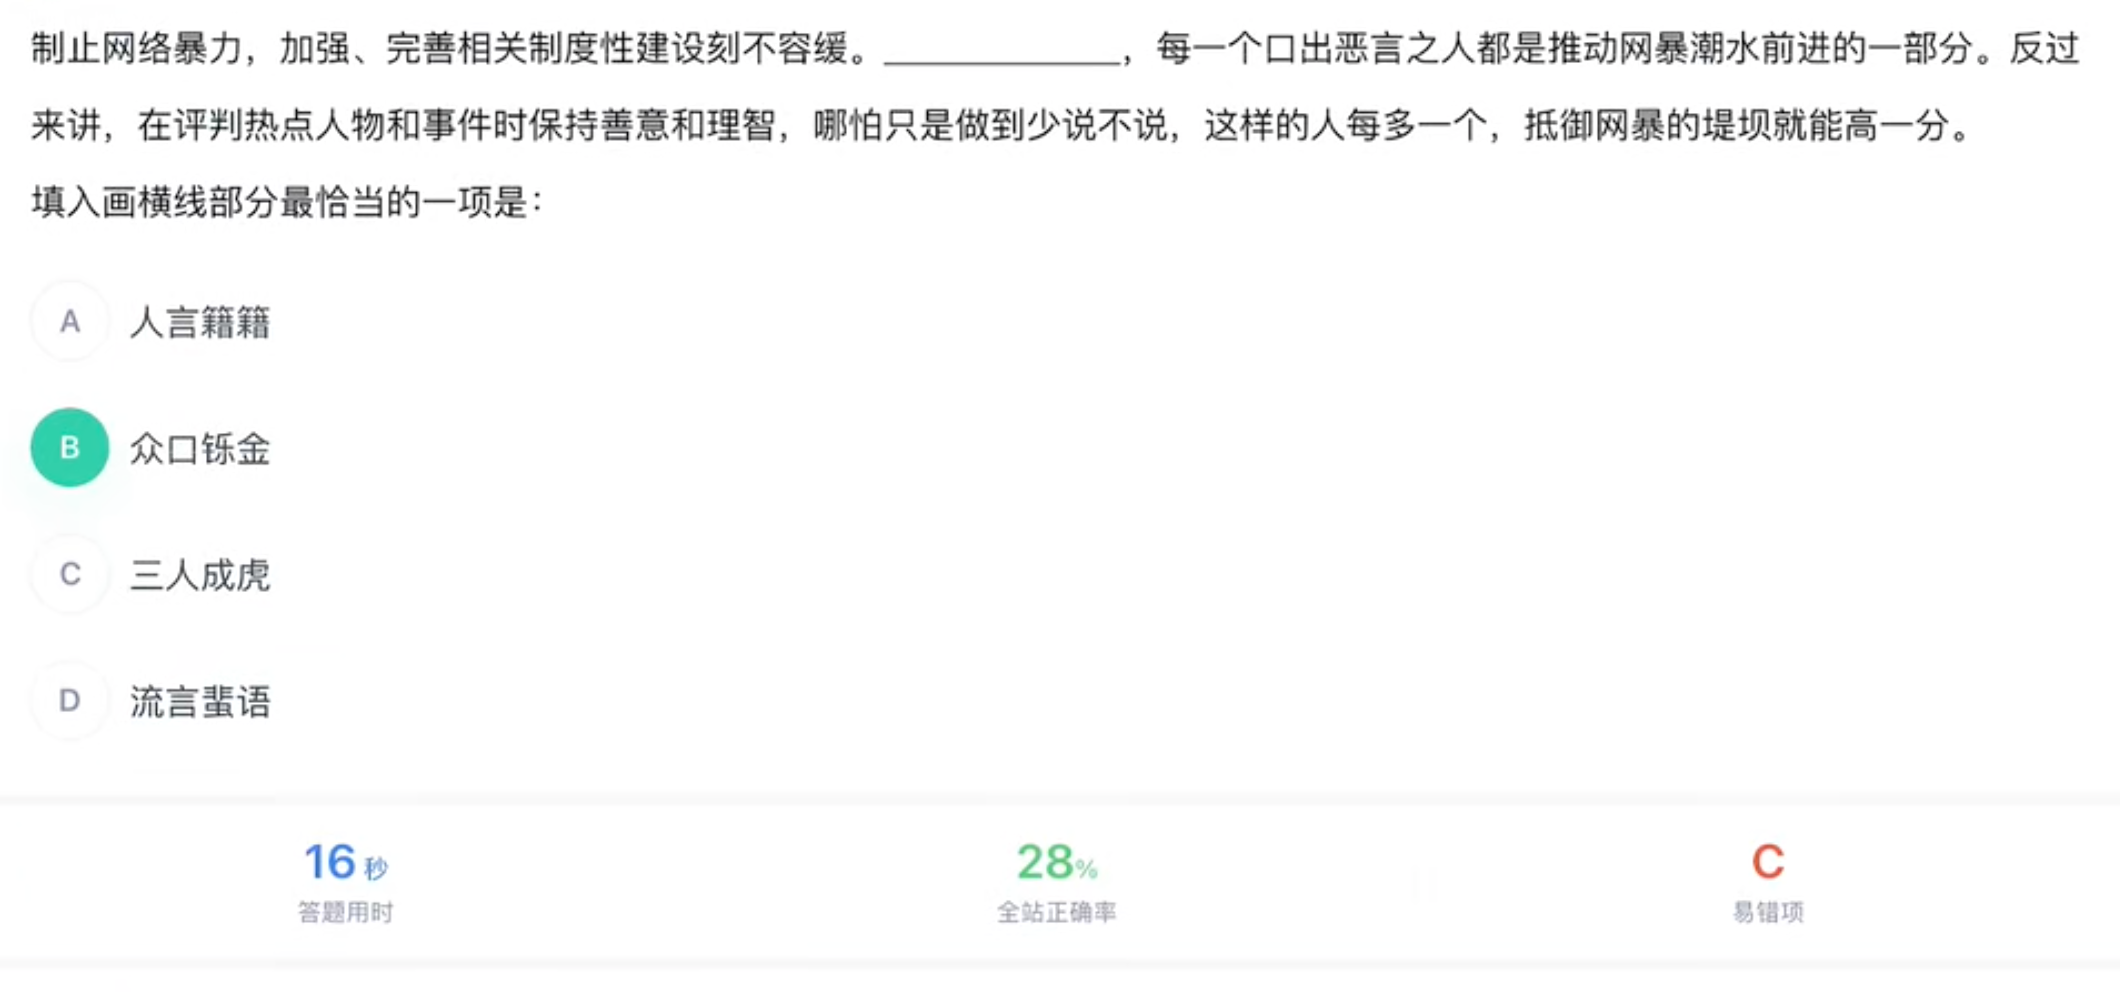 制止网络暴力，加强、完善相关制度性建设刻不容缓。____________，每一个口出恶言之人都是推动网暴潮水前进的一部分。反过
来讲，在评判热点人物和事件时保持善意和理智，哪怕只是做到少说不说，这样的人每多一个，抵御网暴的堤坝就能高一分。
填入画横线部分最恰当的一项是：
A 人言籍籍
B 众口铄金
C 三人成虎
D 流言蜚语
16 秒 28% C
答题用时 全站正确率 易错项